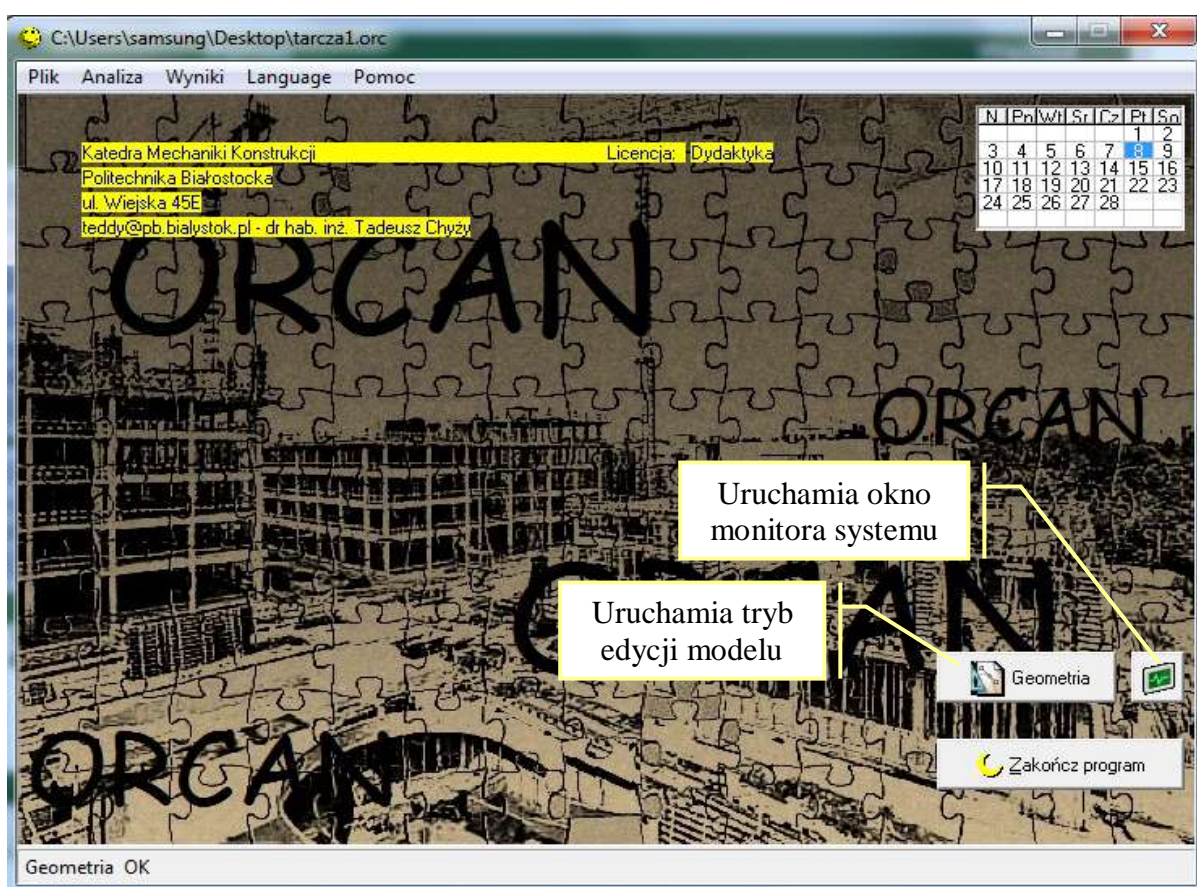 C:\Users\samsung\Desktop\tarcza1.orc
Plik Analiza Wyniki Language Pomoc
N Pn Wt Sr Cz Pt So
1 2
3 4 5 6 7 8 9
10 11 12 13 14 15 16
17 18 19 20 21 22 23
24 25 26 27 28
Katedra Mechaniki Konstrukcji Licencja: Dydaktyka
Politechnika Białostocka
ul. Wiejska 45E
teddy@pb.bialystok.pl - dr hab. inż. Tadeusz Chyży
ORCAN
ORCAN
Uruchamia okno
monitora systemu
ORCAN
Uruchamia tryb
edycji modelu
Geometria
ORCAN
Zakończ program
Geometria OK